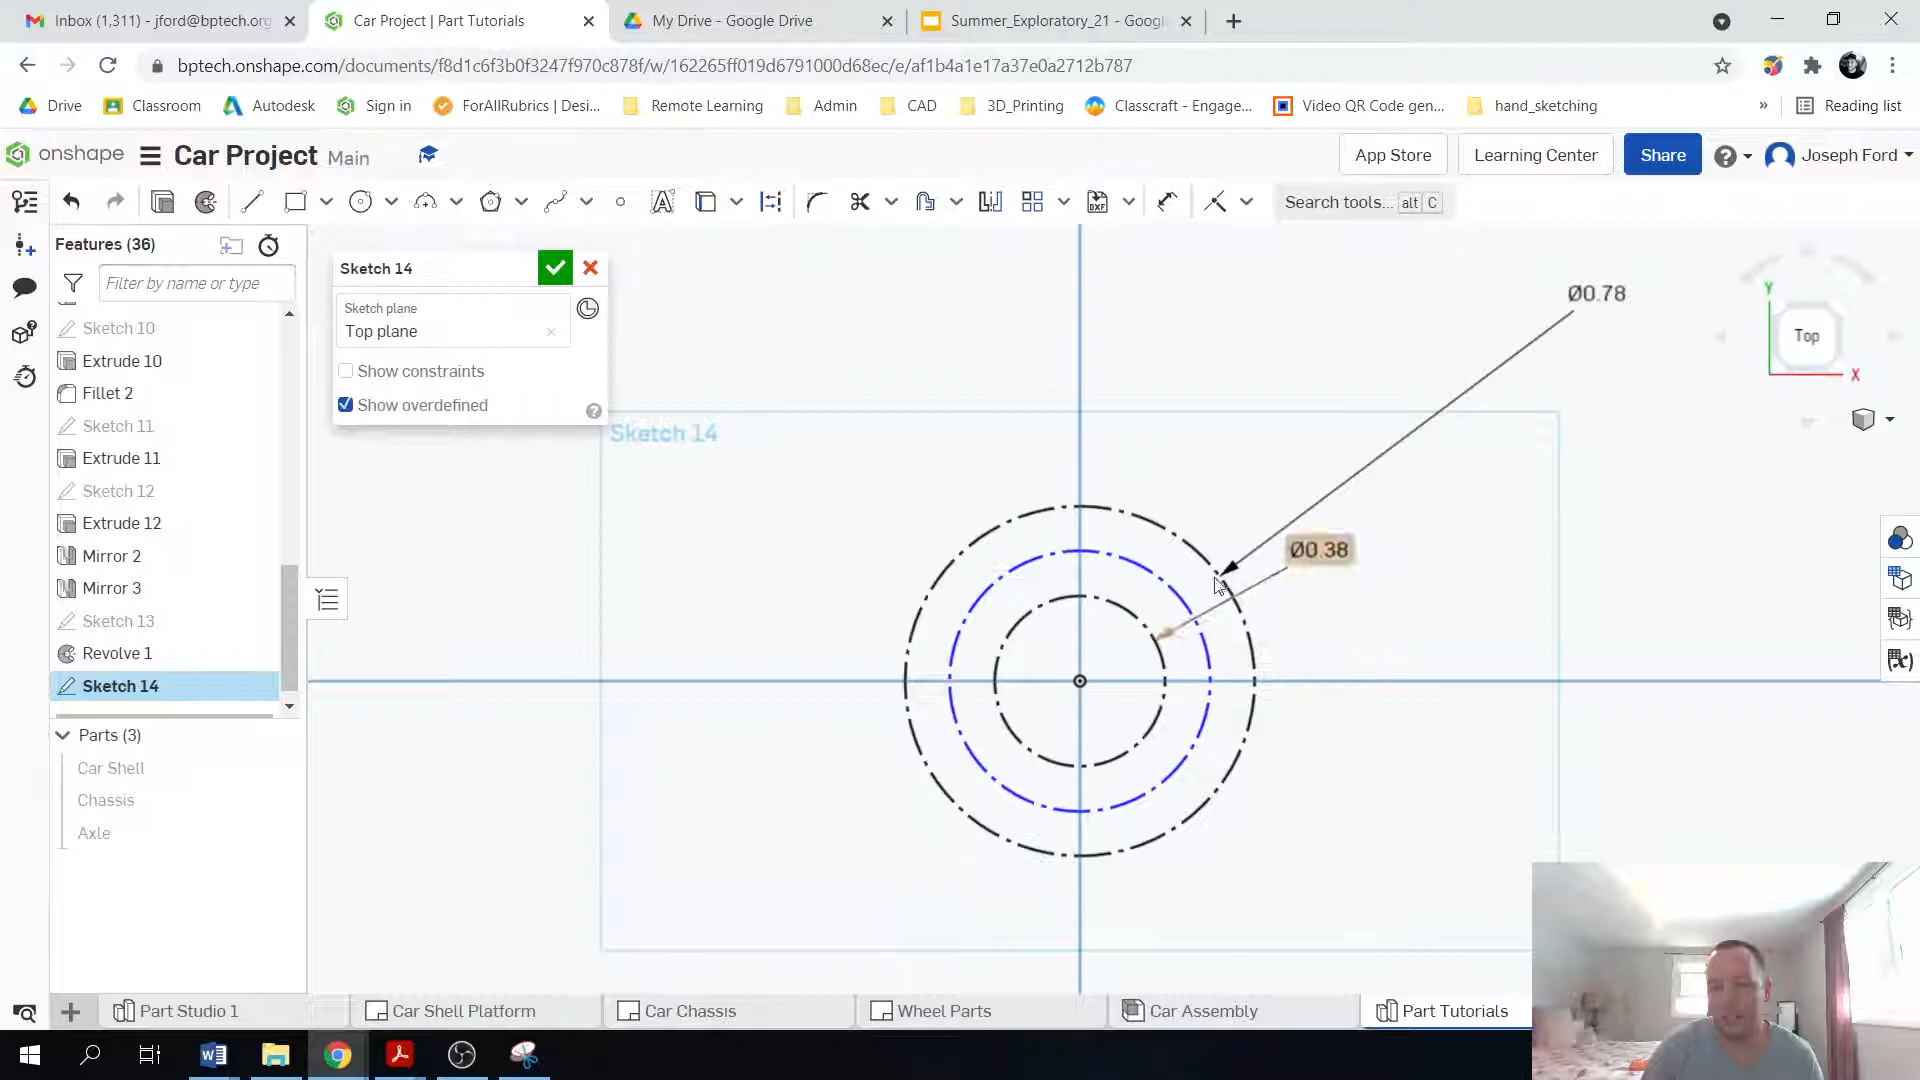 Inbox (1,311) - jford@bptech.org
Car Project | Part Tutorials
My Drive - Google Drive
Summer_Exploratory_21 - Goog
bptech.onshape.com/documents/f8d1c6f3b0f3247f970c878f/w/162265ff019d6791000d68ec/e/af1b4a1e17a37e0a2712b787
Drive
Classroom
Autodesk
Sign in
ForAllRubrics | Desi...
Remote Learning
Admin
CAD
3D_Printing
Classcraft - Engage...
Video QR Code gen...
hand_sketching
»
Reading list
onshape
Car Project Main
App Store
Learning Center
Share
Joseph Ford
Search tools... alt C
Features (36)
Filter by name or type
Sketch 10
Extrude 10
Fillet 2
Sketch 11
Extrude 11
Sketch 12
Extrude 12
Mirror 2
Mirror 3
Sketch 13
Revolve 1
Sketch 14
Parts (3)
Car Shell
Chassis
Axle
Sketch 14
Sketch plane
Top plane
Show constraints
Show overdefined
Sketch 14
Ø0.78
Ø0.38
Y
Top
X
(x)
Part Studio 1
Car Shell Platform
Car Chassis
Wheel Parts
Car Assembly
Part Tutorials